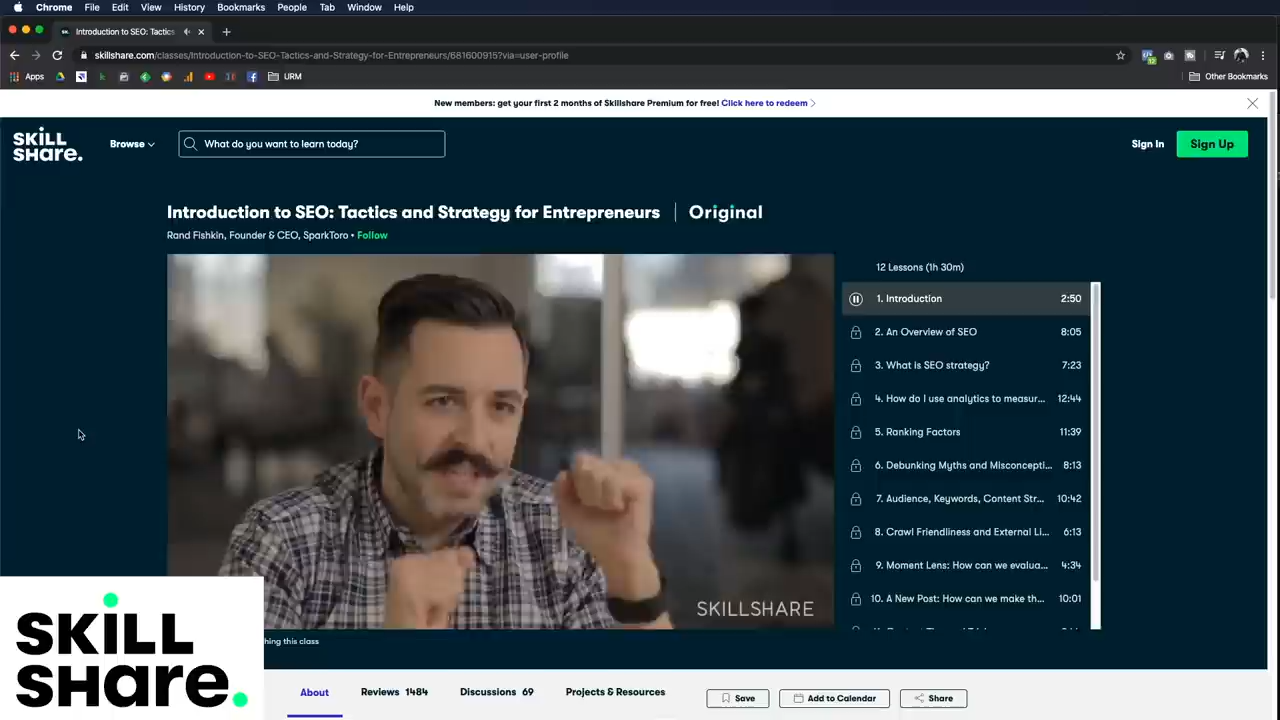 Chrome File Edit View History Bookmarks People Tab Window Help
Introduction to SEO: Tactics
skillshare.com/classes/Introduction-to-SEO-Tactics-and-Strategy-for-Entrepreneurs/681600915?via=user-profile
Apps URM Other Bookmarks
New members: get your first 2 months of Skillshare Premium for free! Click here to redeem
SKILL
SHARE.
Browse
What do you want to learn today?
Sign In
Sign Up
Introduction to SEO: Tactics and Strategy for Entrepreneurs | Original
Rand Fishkin, Founder & CEO, SparkToro • Follow
12 Lessons (1h 30m)
1. Introduction 2:50
2. An Overview of SEO 8:05
3. What is SEO strategy? 7:23
4. How do I use analytics to measur... 12:44
5. Ranking Factors 11:39
6. Debunking Myths and Misconcepti... 8:13
7. Audience, Keywords, Content Str... 10:42
8. Crawl Friendliness and External Li... 6:13
9. Moment Lens: How can we evalua... 4:34
10. A New Post: How can we make th... 10:01
SKILLSHARE
hing this class
SKILL
SHARE.
About
Reviews 1484
Discussions 69
Projects & Resources
Save
Add to Calendar
Share